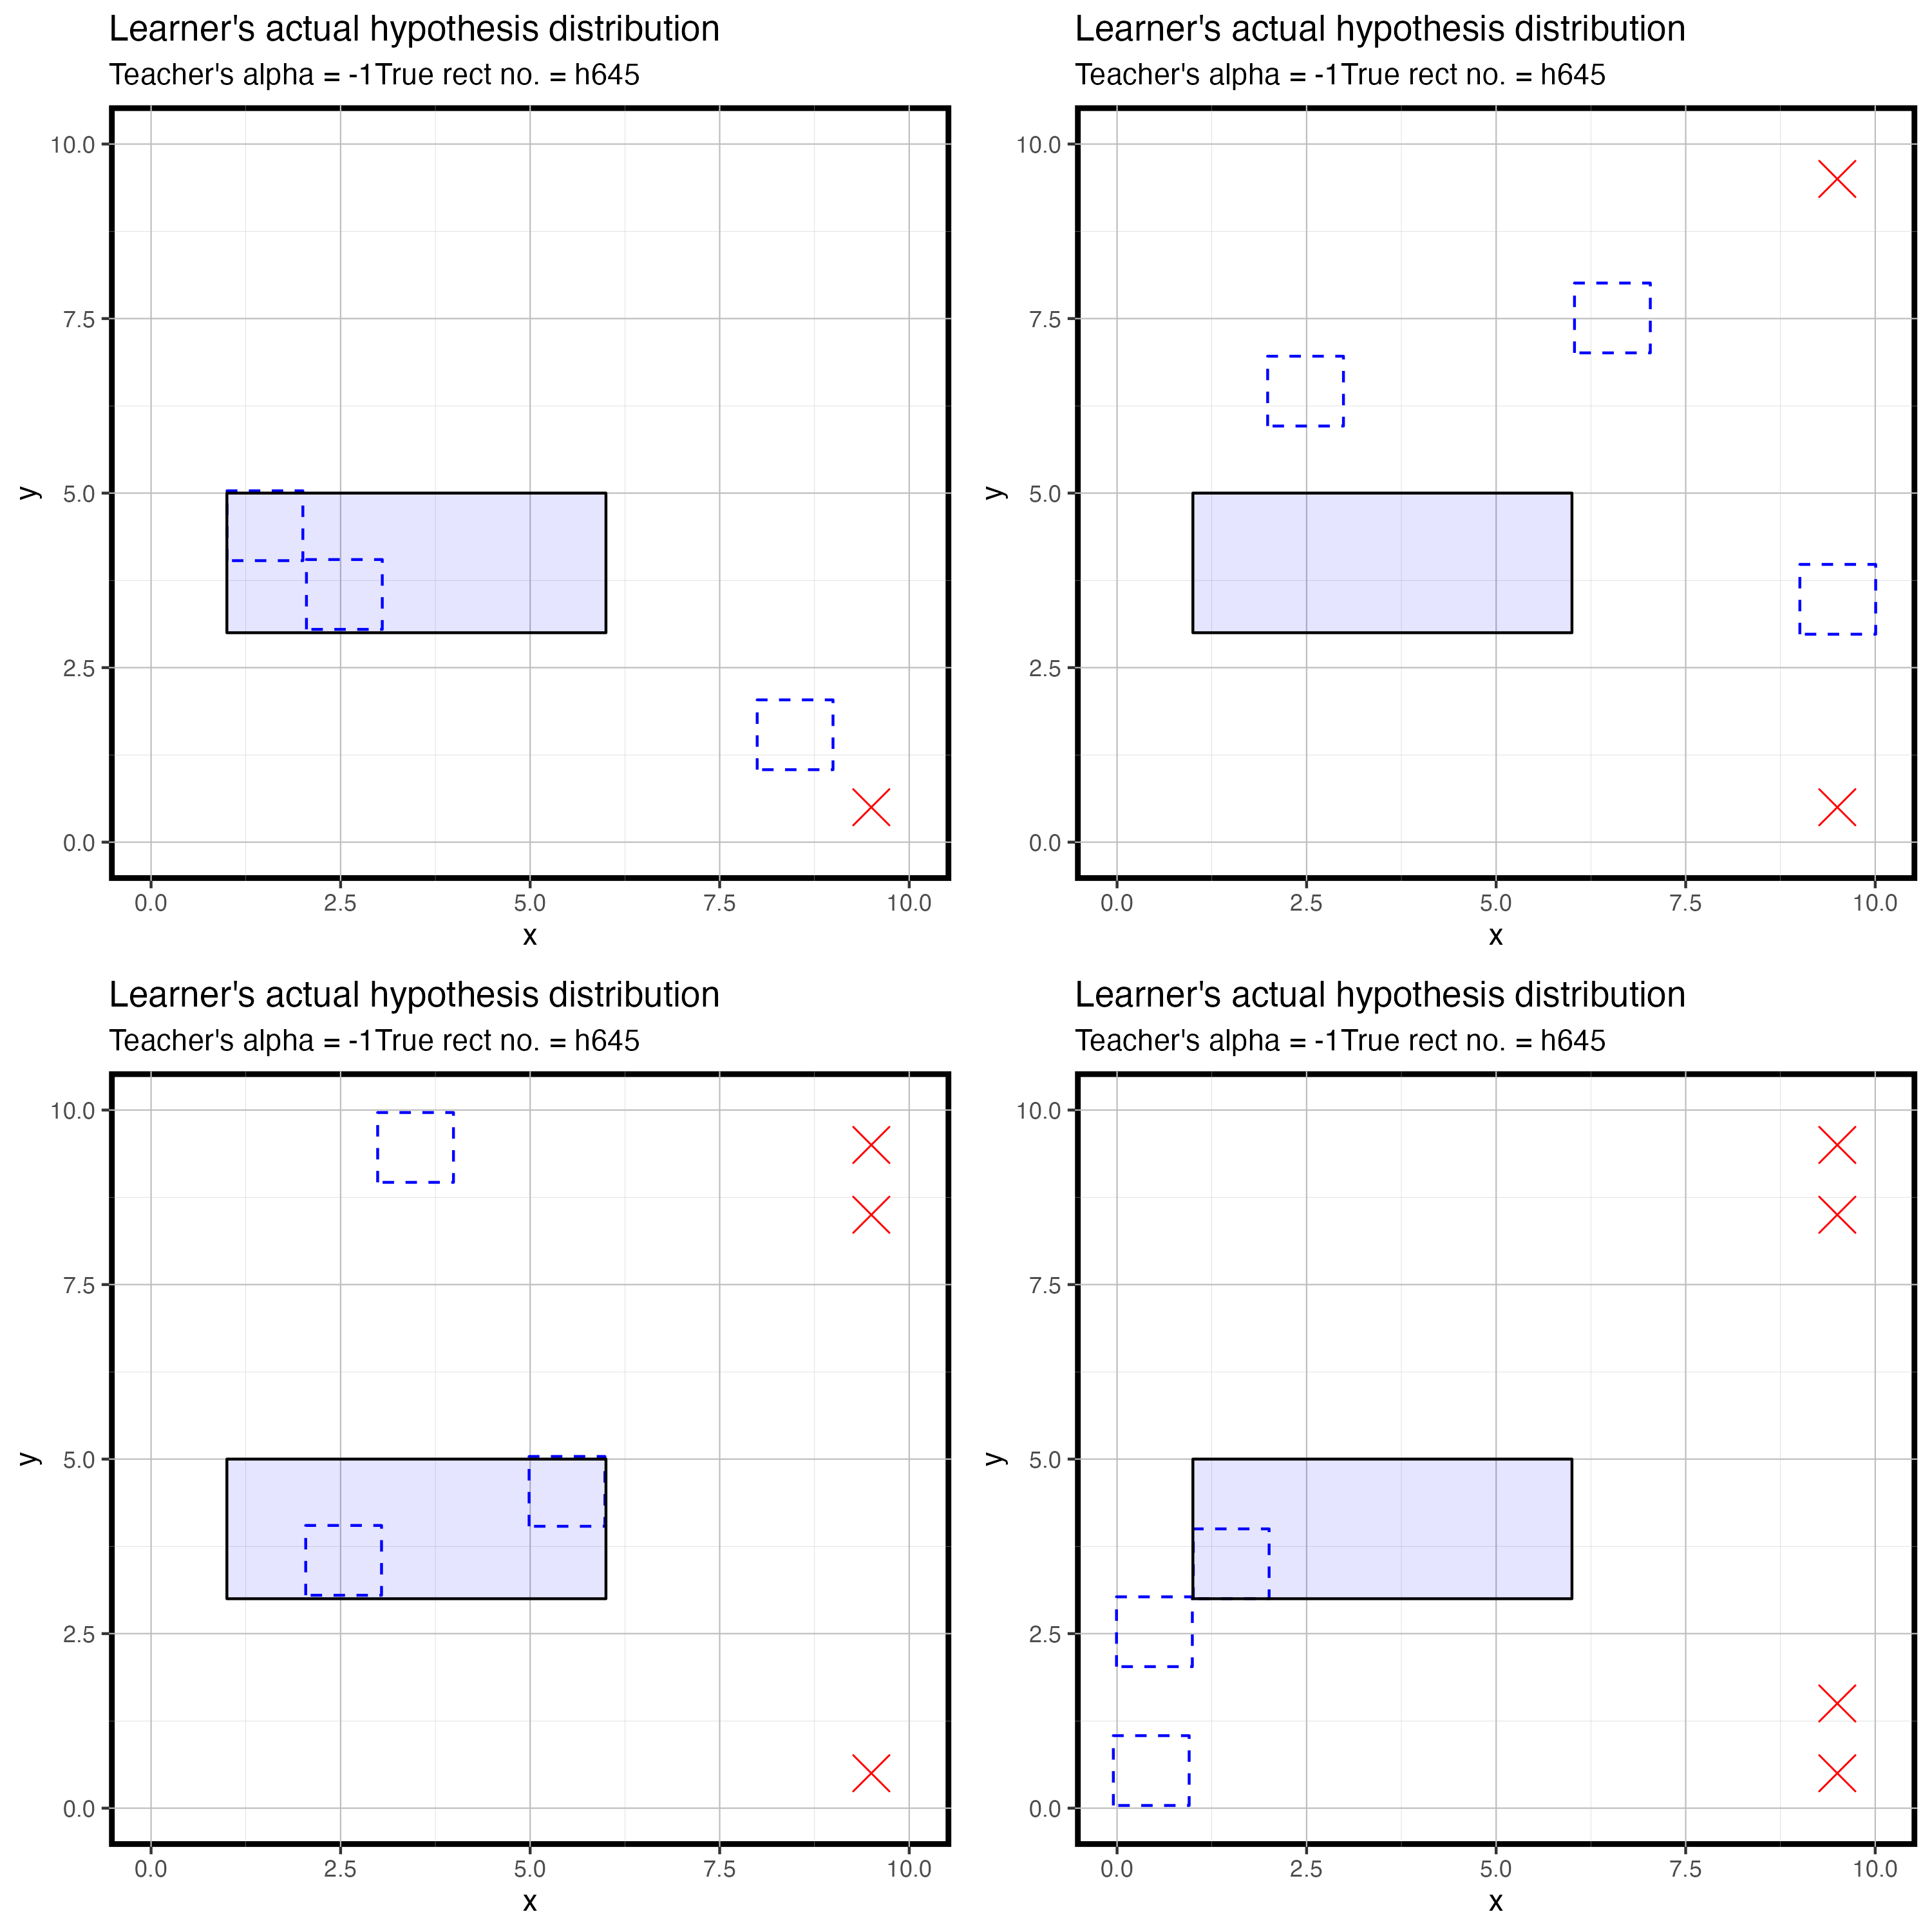 Learner's actual hypothesis distribution
Teacher's alpha = -1True rect no. = h645
10.0
7.5
5.0
2.5
0.0
y
0.0 2.5 5.0 7.5 10.0
x
Learner's actual hypothesis distribution
Teacher's alpha = -1True rect no. = h645
10.0
7.5
5.0
2.5
0.0
y
0.0 2.5 5.0 7.5 10.0
x
Learner's actual hypothesis distribution
Teacher's alpha = -1True rect no. = h645
10.0
7.5
5.0
2.5
0.0
y
0.0 2.5 5.0 7.5 10.0
x
Learner's actual hypothesis distribution
Teacher's alpha = -1True rect no. = h645
10.0
7.5
5.0
2.5
0.0
y
0.0 2.5 5.0 7.5 10.0
x